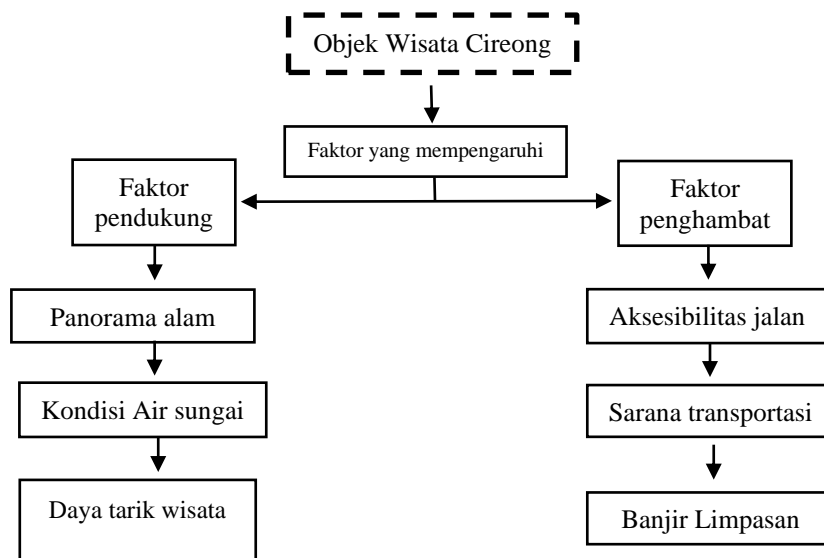 Objek Wisata Cireong
Faktor yang mempengaruhi
Faktor
pendukung
Faktor
penghambat
Panorama alam
Aksesibilitas jalan
Kondisi Air sungai
Sarana transportasi
Daya tarik wisata
Banjir Limpasan